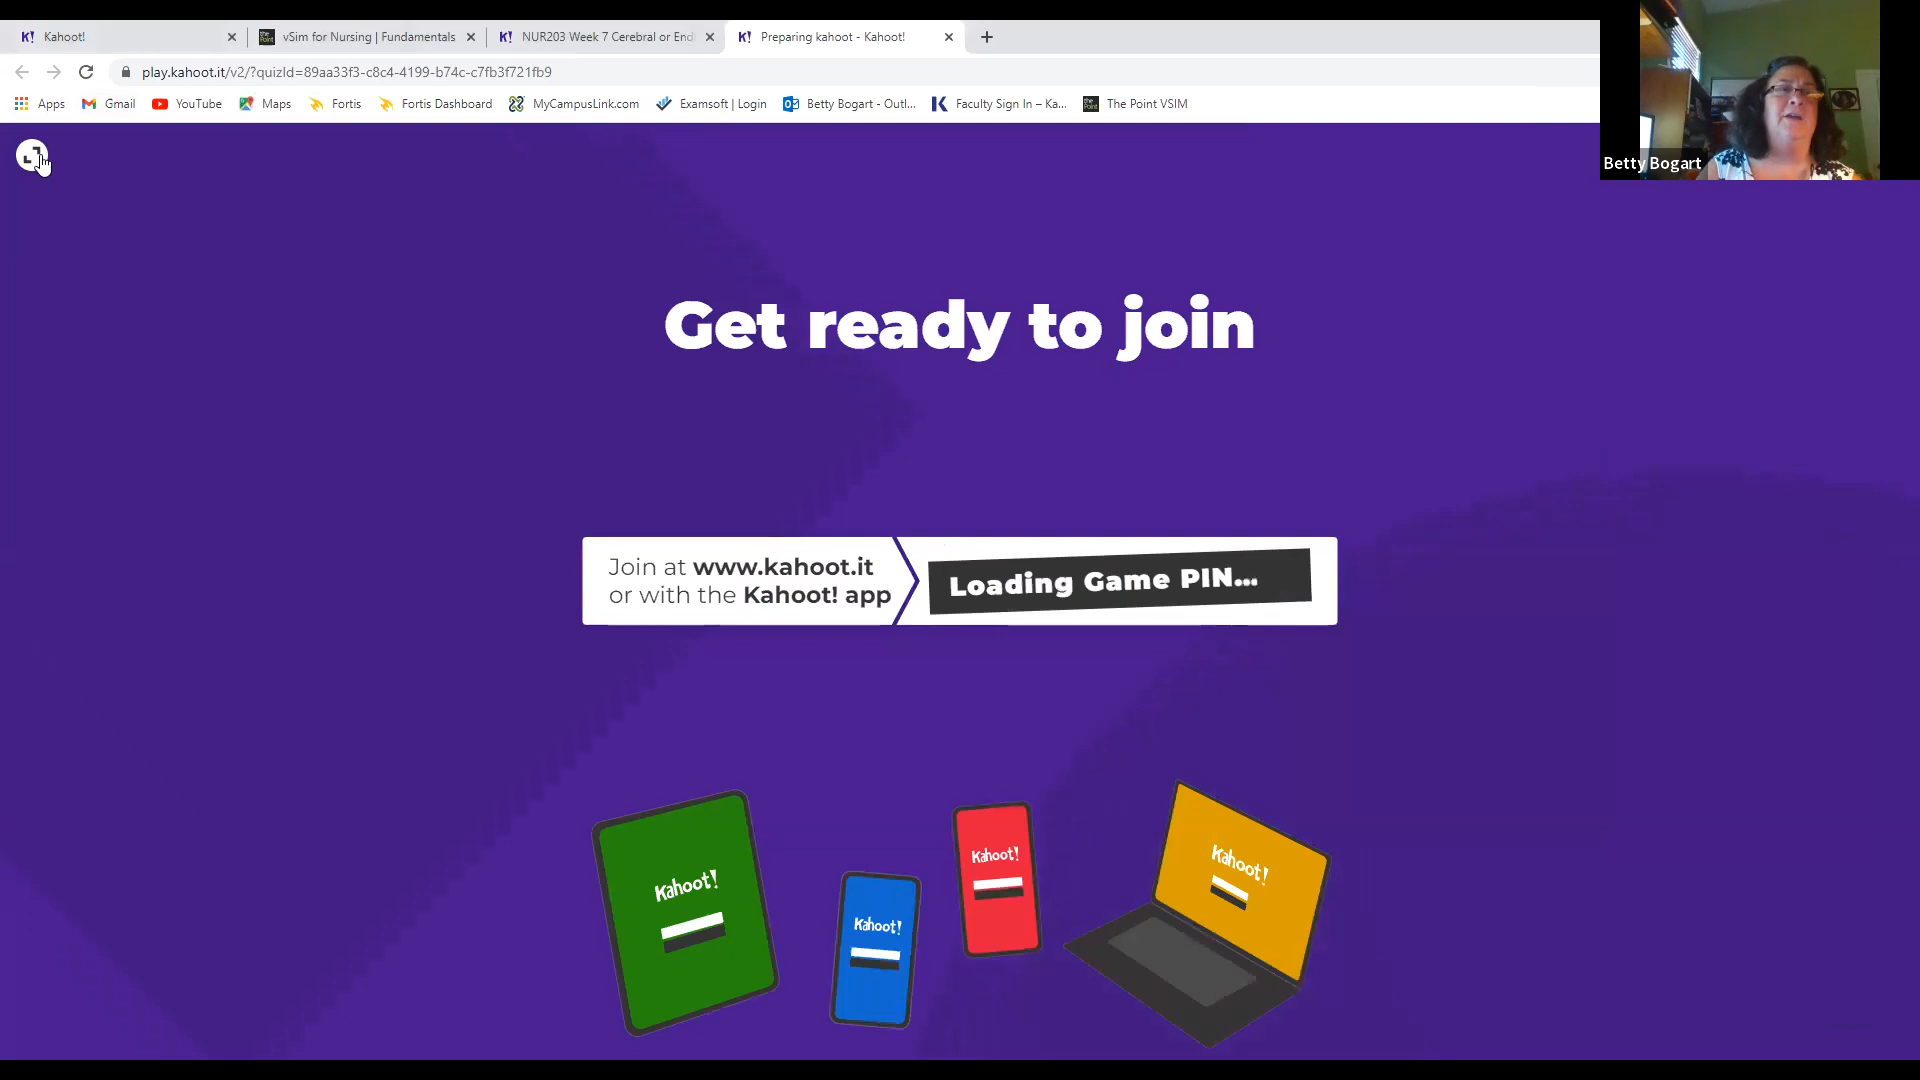 Kahoot!
vSim for Nursing | Fundamentals
NUR203 Week 7 Cerebral or End
Preparing kahoot - Kahoot!
play.kahoot.it/v2/?quizId=89aa33f3-c8c4-4199-b74c-c7fb3f721fb9
Apps
Gmail
YouTube
Maps
Fortis
Fortis Dashboard
MyCampusLink.com
Examsoft | Login
Betty Bogart - Outl...
Faculty Sign In – Ka...
The Point VSIM
Betty Bogart
Get ready to join
Join at www.kahoot.it
or with the Kahoot! app
Loading Game PIN...
Kahoot!
Kahoot!
Kahoot!
Kahoot!